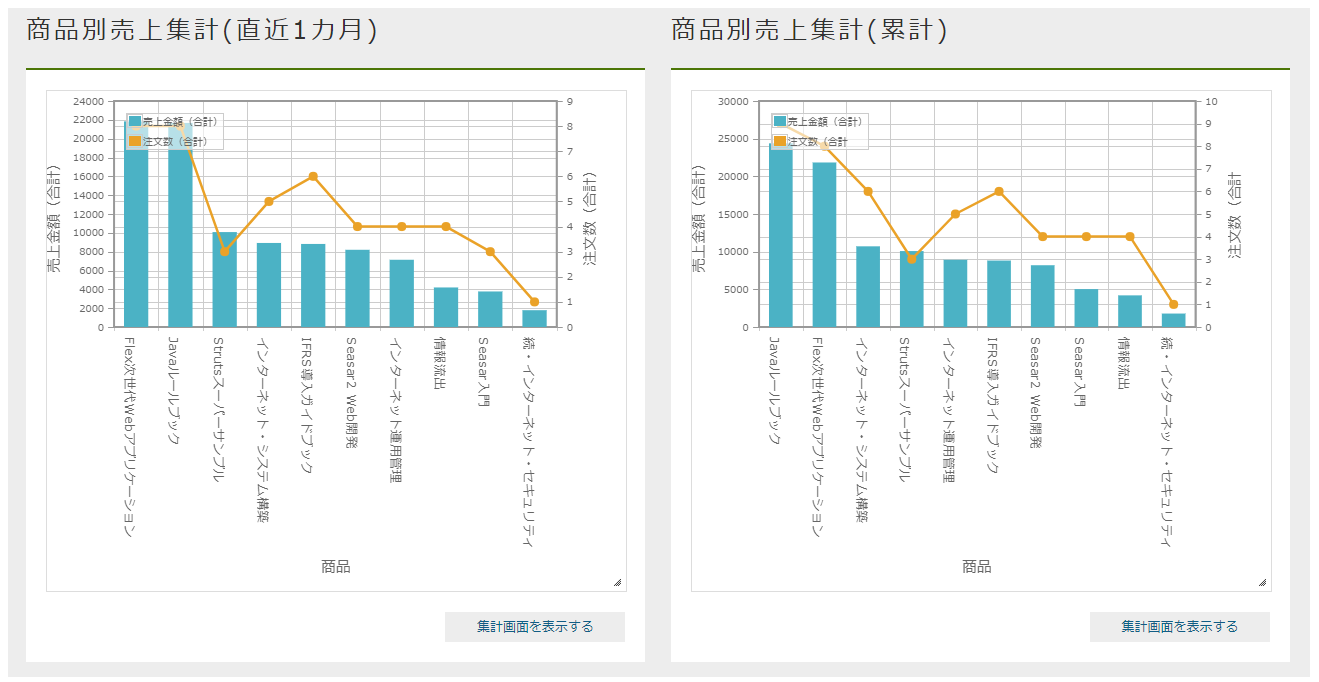 商品別売上集計(直近1カ月)
24000
22000
20000
18000
16000
14000
12000
10000
8000
6000
4000
2000
0
売上金額（合計）
売上金額（合計）
注文数（合計）
9
8
7
6
5
4
3
2
1
0
注文数（合計）
Flex次世代Webアプリケーション
Javaルールブック
Strutsスーパーサンプル
インターネット・システム構築
IFRS導入ガイドブック
Seasar2 Web開発
インターネット運用管理
情報流出
Seasar入門
続・インターネット・セキュリティ
商品
集計画面を表示する
商品別売上集計(累計)
30000
25000
20000
15000
10000
5000
0
売上金額（合計）
売上金額（合計）
注文数（合計
10
9
8
7
6
5
4
3
2
1
0
注文数（合計
Javaルールブック
Flex次世代Webアプリケーション
インターネット・システム構築
Strutsスーパーサンプル
インターネット運用管理
IFRS導入ガイドブック
Seasar2 Web開発
Seasar入門
情報流出
続・インターネット・セキュリティ
商品
集計画面を表示する